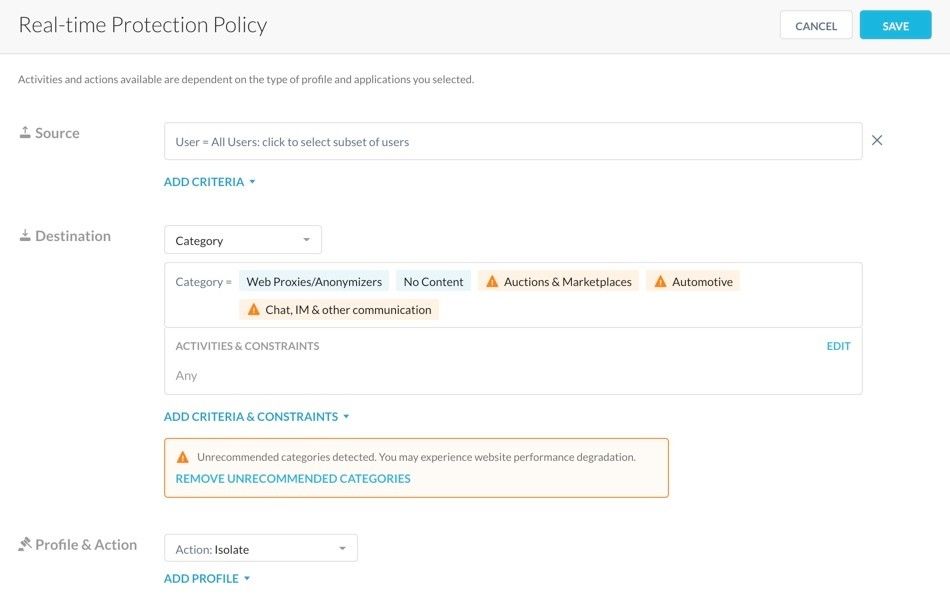 Real-time Protection Policy
CANCEL
SAVE
Activities and actions available are dependent on the type of profile and applications you selected.
Source
User = All Users: click to select subset of users
ADD CRITERIA
Destination
Category
Category = Web Proxies/Anonymizers No Content Auctions & Marketplaces Automotive
Chat, IM & other communication
ACTIVITIES & CONSTRAINTS
EDIT
Any
ADD CRITERIA & CONSTRAINTS
Unrecommended categories detected. You may experience website performance degradation.
REMOVE UNRECOMMENDED CATEGORIES
Profile & Action
Action: Isolate
ADD PROFILE